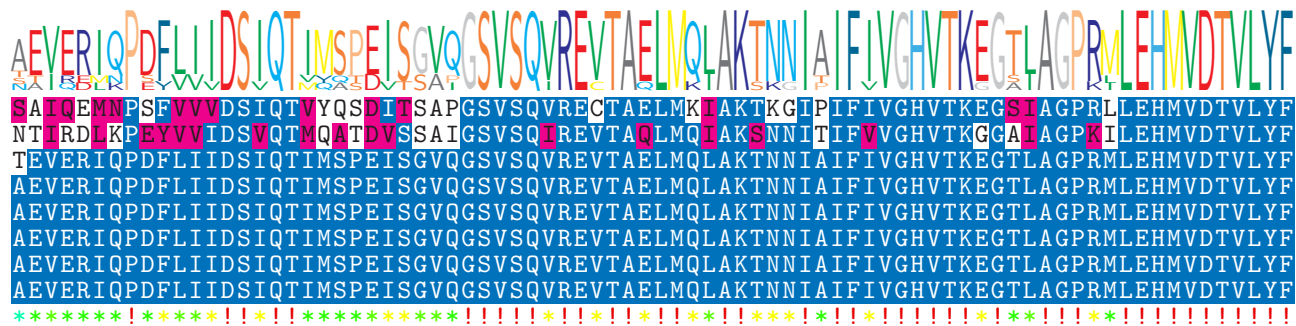 AEVERIQPDFLIIDSIQTIMSPEISGVQGSVSQVREVTAELMQLAKTNNIAIFIVGHVTKEGTLAGPRMLEHMVDTVLYF
SAIQEMNPSFVVVDSIQTVYQSDITSAPGSVSQVRECTAELMKIAKTKGIPIFIVGHVTKEGSIAGPRLLEHMVDTVLYF
NTIRDLKPEYVVIDSVQTMQATDVSSAIGSVSQIREVTAQLMQIAKSNNITIFVVGHVTKGGAIAGPKILEHMVDTVLYF
TEVERIQPDFLIIDSIQTIMSPEISGVQGSVSQVREVTAELMQLAKTNNIAIFIVGHVTKEGTLAGPRMLEHMVDTVLYF
AEVERIQPDFLIIDSIQTIMSPEISGVQGSVSQVREVTAELMQLAKTNNIAIFIVGHVTKEGTLAGPRMLEHMVDTVLYF
AEVERIQPDFLIIDSIQTIMSPEISGVQGSVSQVREVTAELMQLAKTNNIAIFIVGHVTKEGTLAGPRMLEHMVDTVLYF
AEVERIQPDFLIIDSIQTIMSPEISGVQGSVSQVREVTAELMQLAKTNNIAIFIVGHVTKEGTLAGPRMLEHMVDTVLYF
AEVERIQPDFLIIDSIQTIMSPEISGVQGSVSQVREVTAELMQLAKTNNIAIFIVGHVTKEGTLAGPRMLEHMVDTVLYF
AEVERIQPDFLIIDSIQTIMSPEISGVQGSVSQVREVTAELMQLAKTNNIAIFIVGHVTKEGTLAGPRMLEHMVDTVLYF
*******!*****!!*!!**********!!!!!*!!*!!*!!**!!***!*!!*!!!!!!*!**!!!**!!!!!!!!!!!